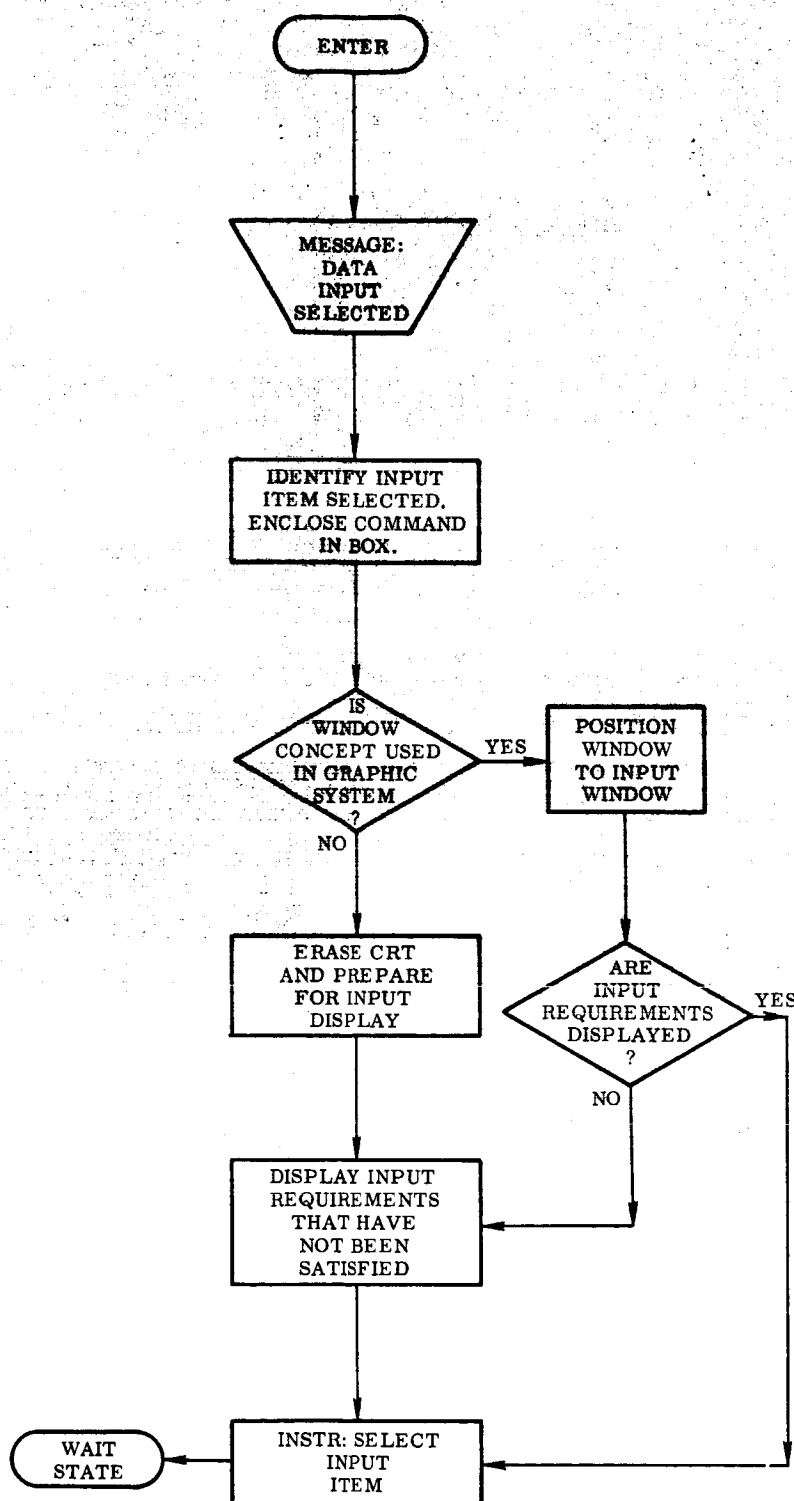 ENTER
MESSAGE:
DATA
INPUT
SELECTED
IDENTIFY INPUT
ITEM SELECTED.
ENCLOSE COMMAND
IN BOX.
IS
WINDOW
CONCEPT USED
IN GRAPHIC
SYSTEM
?
YES
NO
POSITION
WINDOW
TO INPUT
WINDOW
ERASE CRT
AND PREPARE
FOR INPUT
DISPLAY
ARE
INPUT
REQUIREMENTS
DISPLAYED
?
YES
NO
DISPLAY INPUT
REQUIREMENTS
THAT HAVE
NOT BEEN
SATISFIED
INSTR: SELECT
INPUT
ITEM
WAIT
STATE